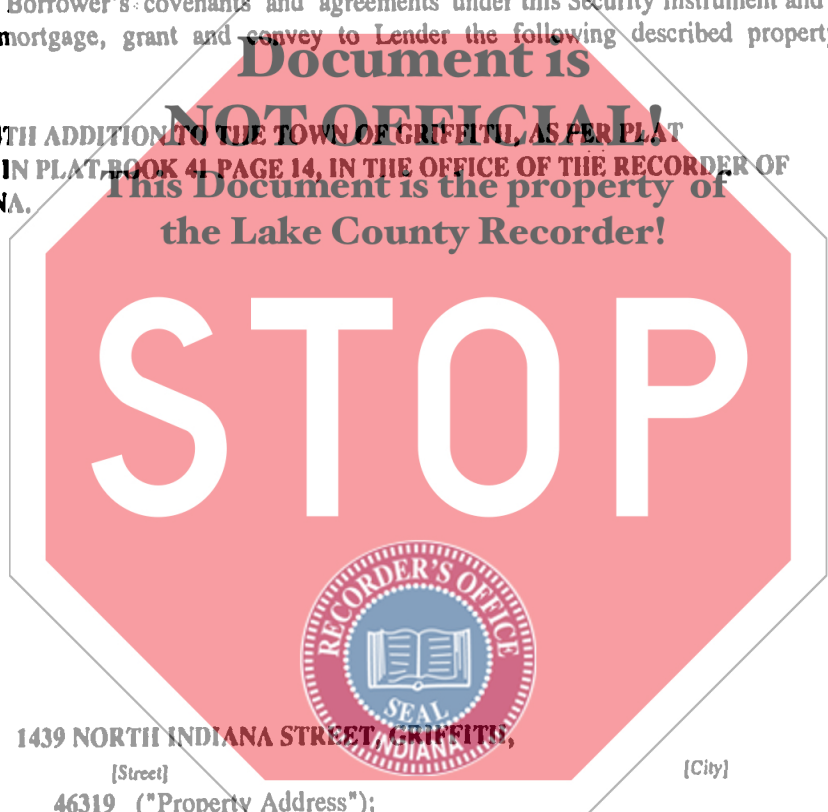 Borrower's covenants and agreements under this Security Instrument and
mortgage, grant and convey to Lender the following described property
Document is
NOT OFFICIAL!
TH ADDITION TO THE TOWN OF GRIFFITH, AS PER PLAT
IN PLAT BOOK 41 PAGE 14, IN THE OFFICE OF THE RECORDER OF
This Document is the property of
NA.
the Lake County Recorder!
STOP
RECORDER'S OFFICE
SEAL
INDIANA
1439 NORTH INDIANA STREET, GRIFFITH,
[Street] [City]
46319 ("Property Address");